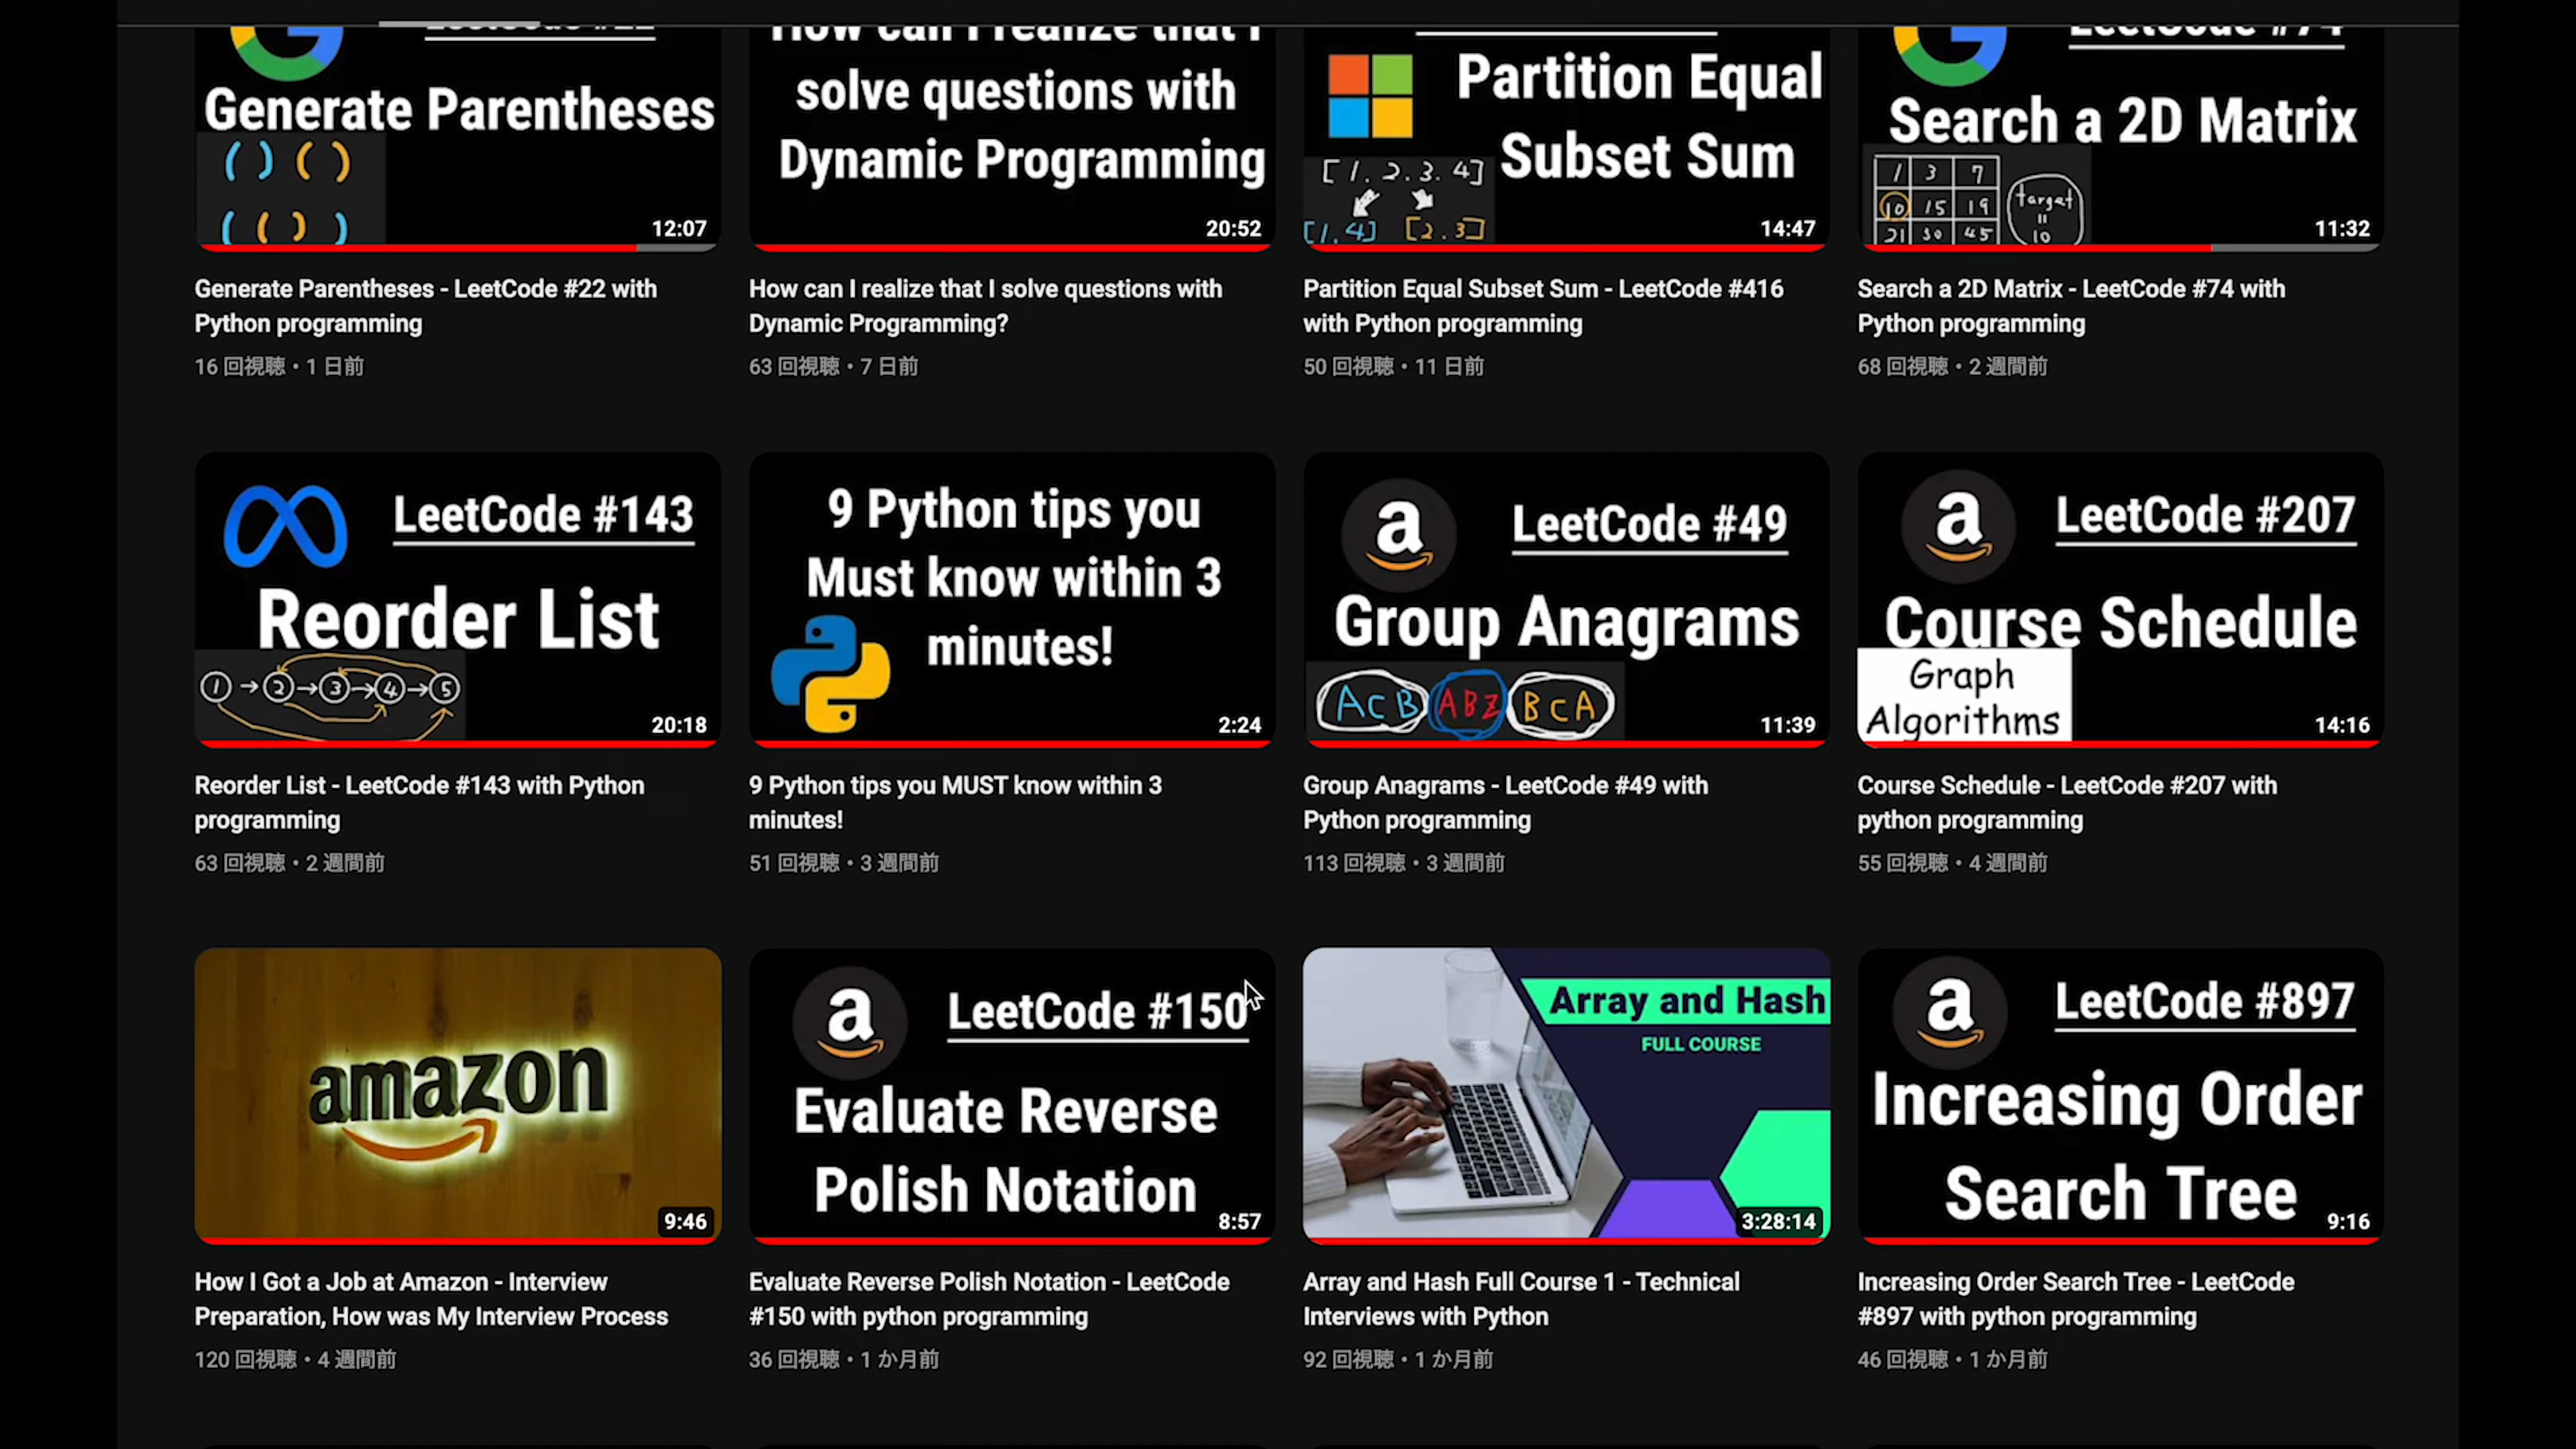 LeetCode #22
Generate Parentheses
12:07
How can I realize that I
solve questions with
Dynamic Programming
20:52
Partition Equal
Subset Sum
[1.2.3.4]
[1.4] [2.3]
14:47
LeetCode #74
Search a 2D Matrix
1 3 7
10 15 19
21 30 45
target
=
10
11:32
Generate Parentheses - LeetCode #22 with
Python programming
16 回視聴・1 日前
How can I realize that I solve questions with
Dynamic Programming?
63 回視聴・7 日前
Partition Equal Subset Sum - LeetCode #416
with Python programming
50 回視聴・11 日前
Search a 2D Matrix - LeetCode #74 with
Python programming
68 回視聴・2 週間前
LeetCode #143
Reorder List
1 2 3 4 5
20:18
9 Python tips you
Must know within 3
minutes!
2:24
a
LeetCode #49
Group Anagrams
ACB ABZ BCA
11:39
a
LeetCode #207
Course Schedule
Graph
Algorithms
14:16
Reorder List - LeetCode #143 with Python
programming
63 回視聴・2 週間前
9 Python tips you MUST know within 3
minutes!
51 回視聴・3 週間前
Group Anagrams - LeetCode #49 with
Python programming
113 回視聴・3 週間前
Course Schedule - LeetCode #207 with
python programming
55 回視聴・4 週間前
amazon
9:46
a
LeetCode #150
Evaluate Reverse
Polish Notation
8:57
Array and Hash
FULL COURSE
3:28:14
a
LeetCode #897
Increasing Order
Search Tree
9:16
How I Got a Job at Amazon - Interview
Preparation, How was My Interview Process
120 回視聴・4 週間前
Evaluate Reverse Polish Notation - LeetCode
#150 with python programming
36 回視聴・1 か月前
Array and Hash Full Course 1 - Technical
Interviews with Python
92 回視聴・1 か月前
Increasing Order Search Tree - LeetCode
#897 with python programming
46 回視聴・1 か月前